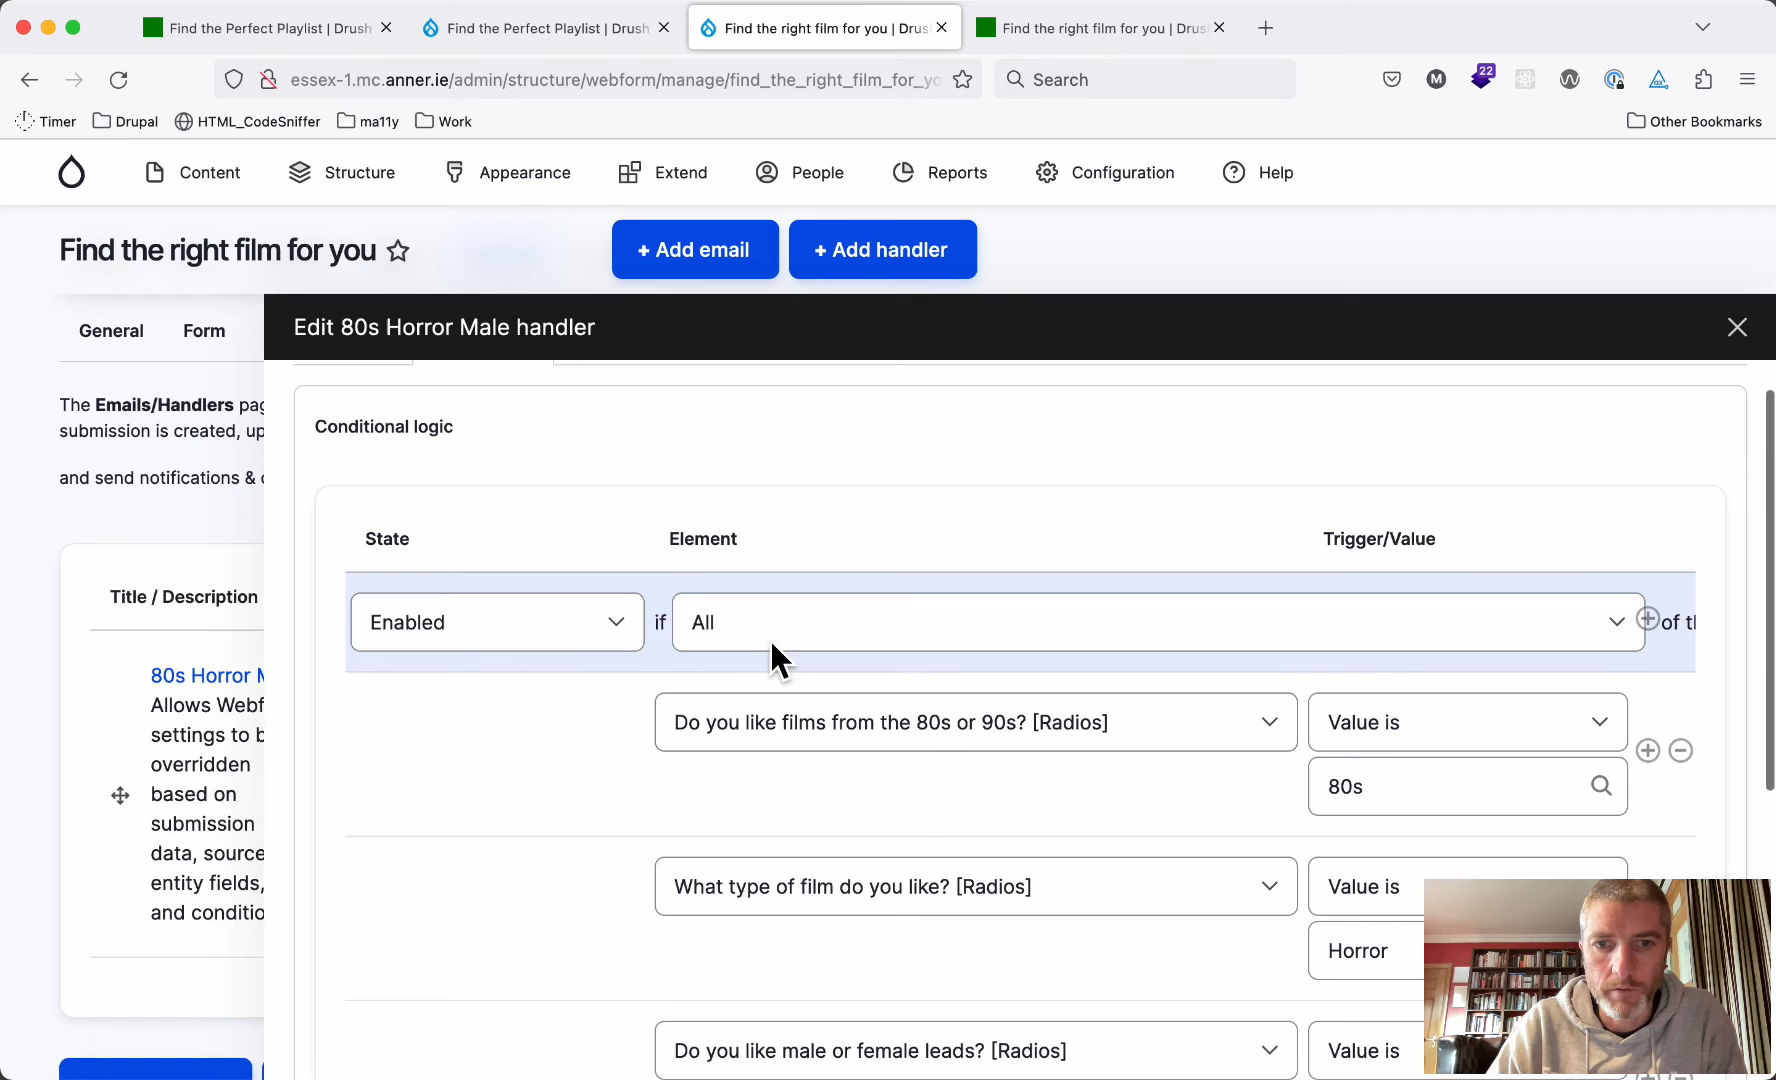 Find the Perfect Playlist | Drush
Find the Perfect Playlist | Drush
Find the right film for you | Drus
Find the right film for you | Drus
essex-1.mc.anner.ie/admin/structure/webform/manage/find_the_right_film_for_yo
Search
M
22
Timer
Drupal
HTML_CodeSniffer
ma11y
Work
Other Bookmarks
Content
Structure
Appearance
Extend
People
Reports
Configuration
Help
Find the right film for you
+ Add email
+ Add handler
General
Form
Edit 80s Horror Male handler
The Emails/Handlers pag
submission is created, up
and send notifications & c
Title / Description
80s Horror M
Allows Webf
settings to b
overridden
based on
submission
data, source
entity fields,
and conditio
Conditional logic
State
Element
Trigger/Value
Enabled
if
All
of th
Do you like films from the 80s or 90s? [Radios]
Value is
80s
What type of film do you like? [Radios]
Value is
Horror
Do you like male or female leads? [Radios]
Value is